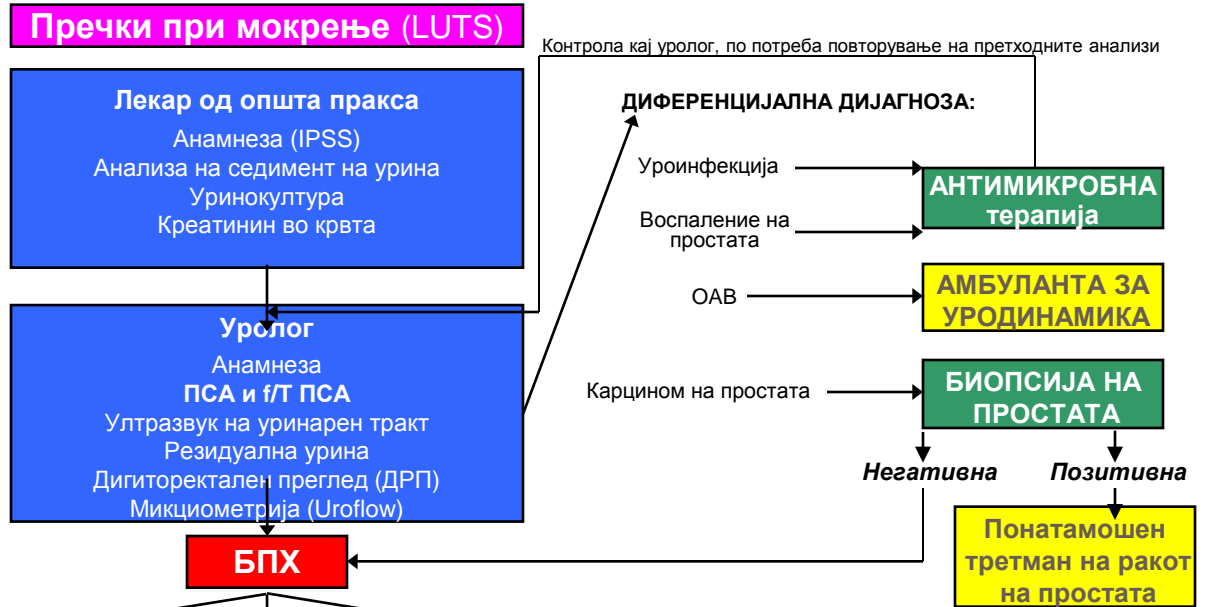 Пречки при мокрење (LUTS)
Контрола кај уролог, по потреба повторување на претходните анализи
Лекар од општа пракса
Анамнеза (IPSS)
Анализа на седимент на урина
Уринокултура
Креатинин во крвта
Уролог
Анамнеза
ПСА и f/T ПСА
Ултразвук на уринарен тракт
Резидуална урина
Дигиторектален преглед (ДРП)
Микциометрија (Uroflow)
БПХ
ДИФЕРЕНЦИЈАЛНА ДИЈАГНОЗА:
Уроинфекција
Воспаление на
простата
АНТИМИКРОБНА
терапија
ОАВ
АМБУЛАНТА ЗА
УРОДИНАМИКА
Карцином на простата
БИОПСИЈА НА
ПРОСТАТА
Негативна
Позитивна
Понатамошен
третман на ракот
на простата